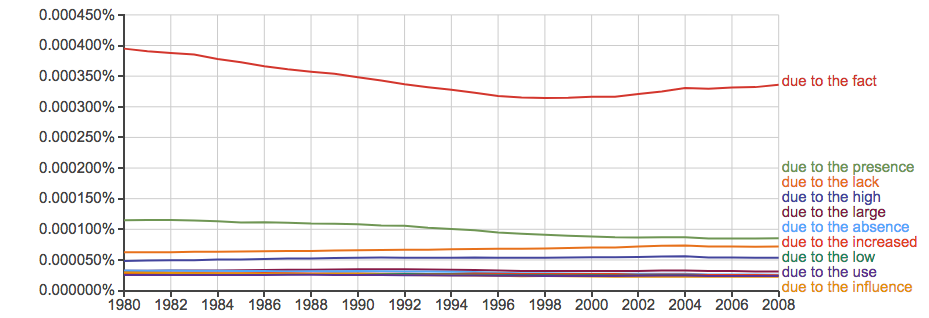 0.000450%
0.000400%
0.000350%
0.000300%
0.000250%
0.000200%
0.000150%
0.000100%
0.000050%
0.000000%
1980 1982 1984 1986 1988 1990 1992 1994 1996 1998 2000 2002 2004 2006 2008
due to the fact
due to the presence
due to the lack
due to the high
due to the large
due to the absence
due to the increased
due to the low
due to the use
due to the influence